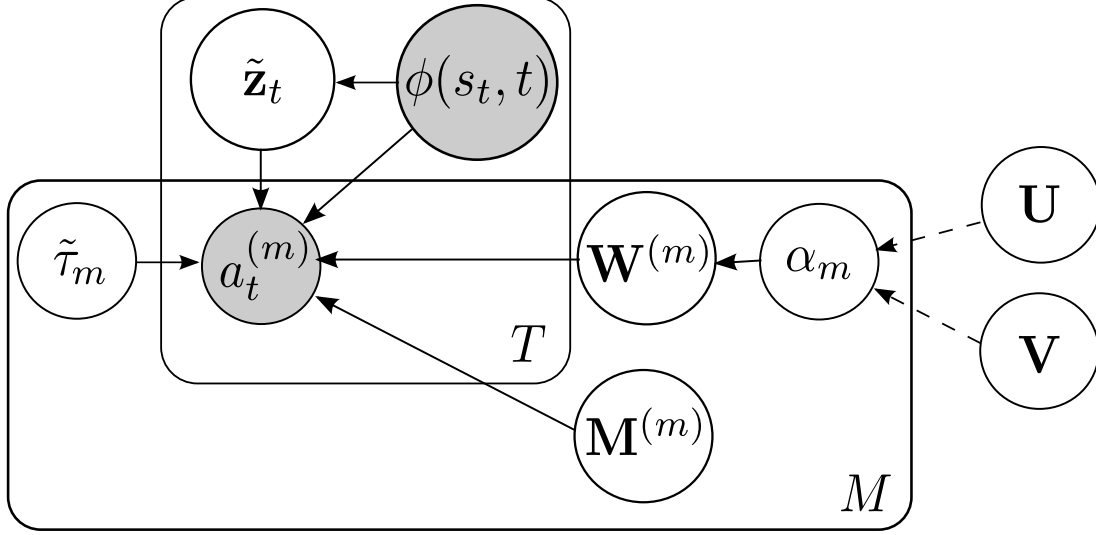 z̃_t
ϕ(s_t, t)
τ̃_m
a_t^{(m)}
W^{(m)}
α_m
U
V
T
M^{(m)}
M